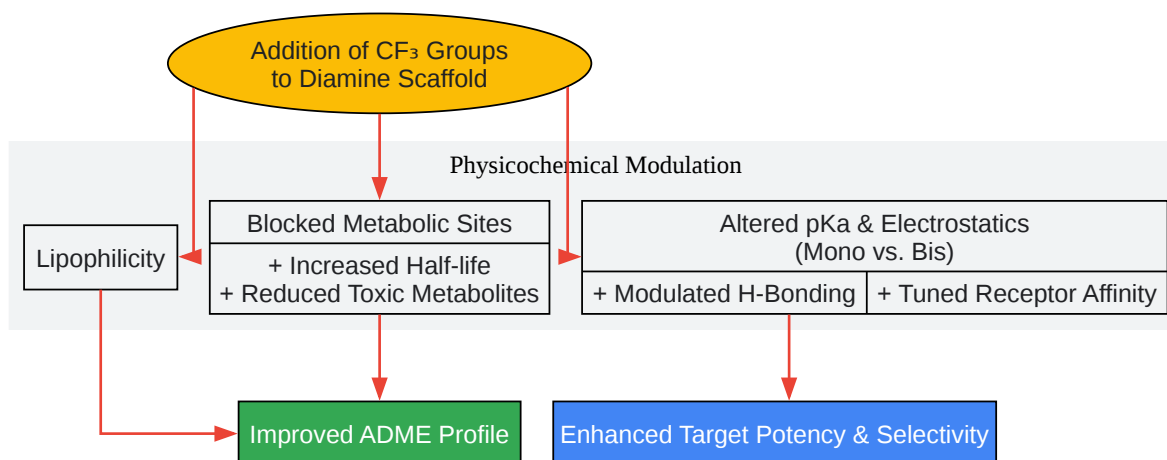 Addition of CF₃ Groups
to Diamine Scaffold
Physicochemical Modulation
Lipophilicity
Blocked Metabolic Sites
+ Increased Half-life
+ Reduced Toxic Metabolites
Altered pKa & Electrostatics
(Mono vs. Bis)
+ Modulated H-Bonding
+ Tuned Receptor Affinity
Improved ADME Profile
Enhanced Target Potency & Selectivity